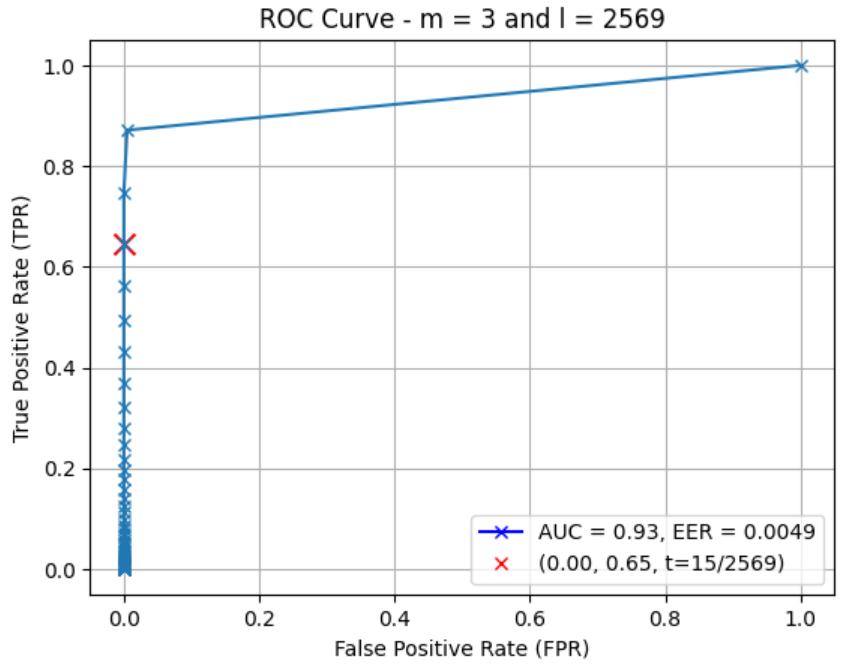 ROC Curve - m = 3 and l = 2569
True Positive Rate (TPR)
1.0
0.8
0.6
0.4
0.2
0.0
AUC = 0.93, EER = 0.0049
(0.00, 0.65, t=15/2569)
0.0 0.2 0.4 0.6 0.8 1.0
False Positive Rate (FPR)